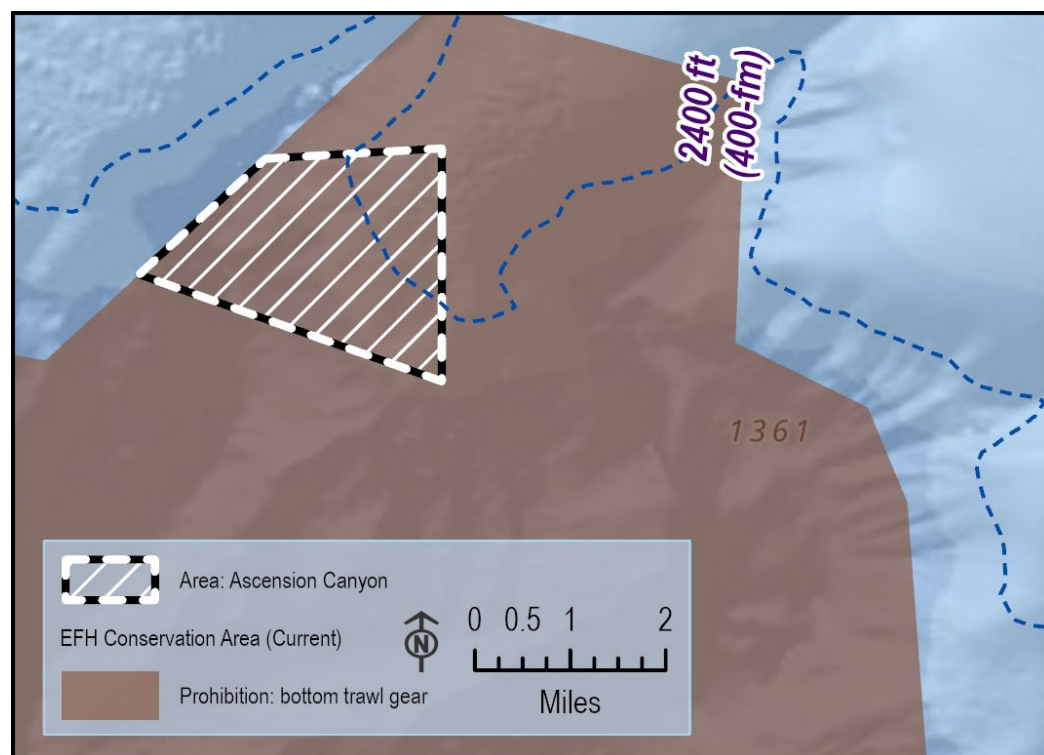 2400 ft
(400-fm)
1361
Area: Ascension Canyon
EFH Conservation Area (Current)
Prohibition: bottom trawl gear
N
0 0.5 1 2
Miles